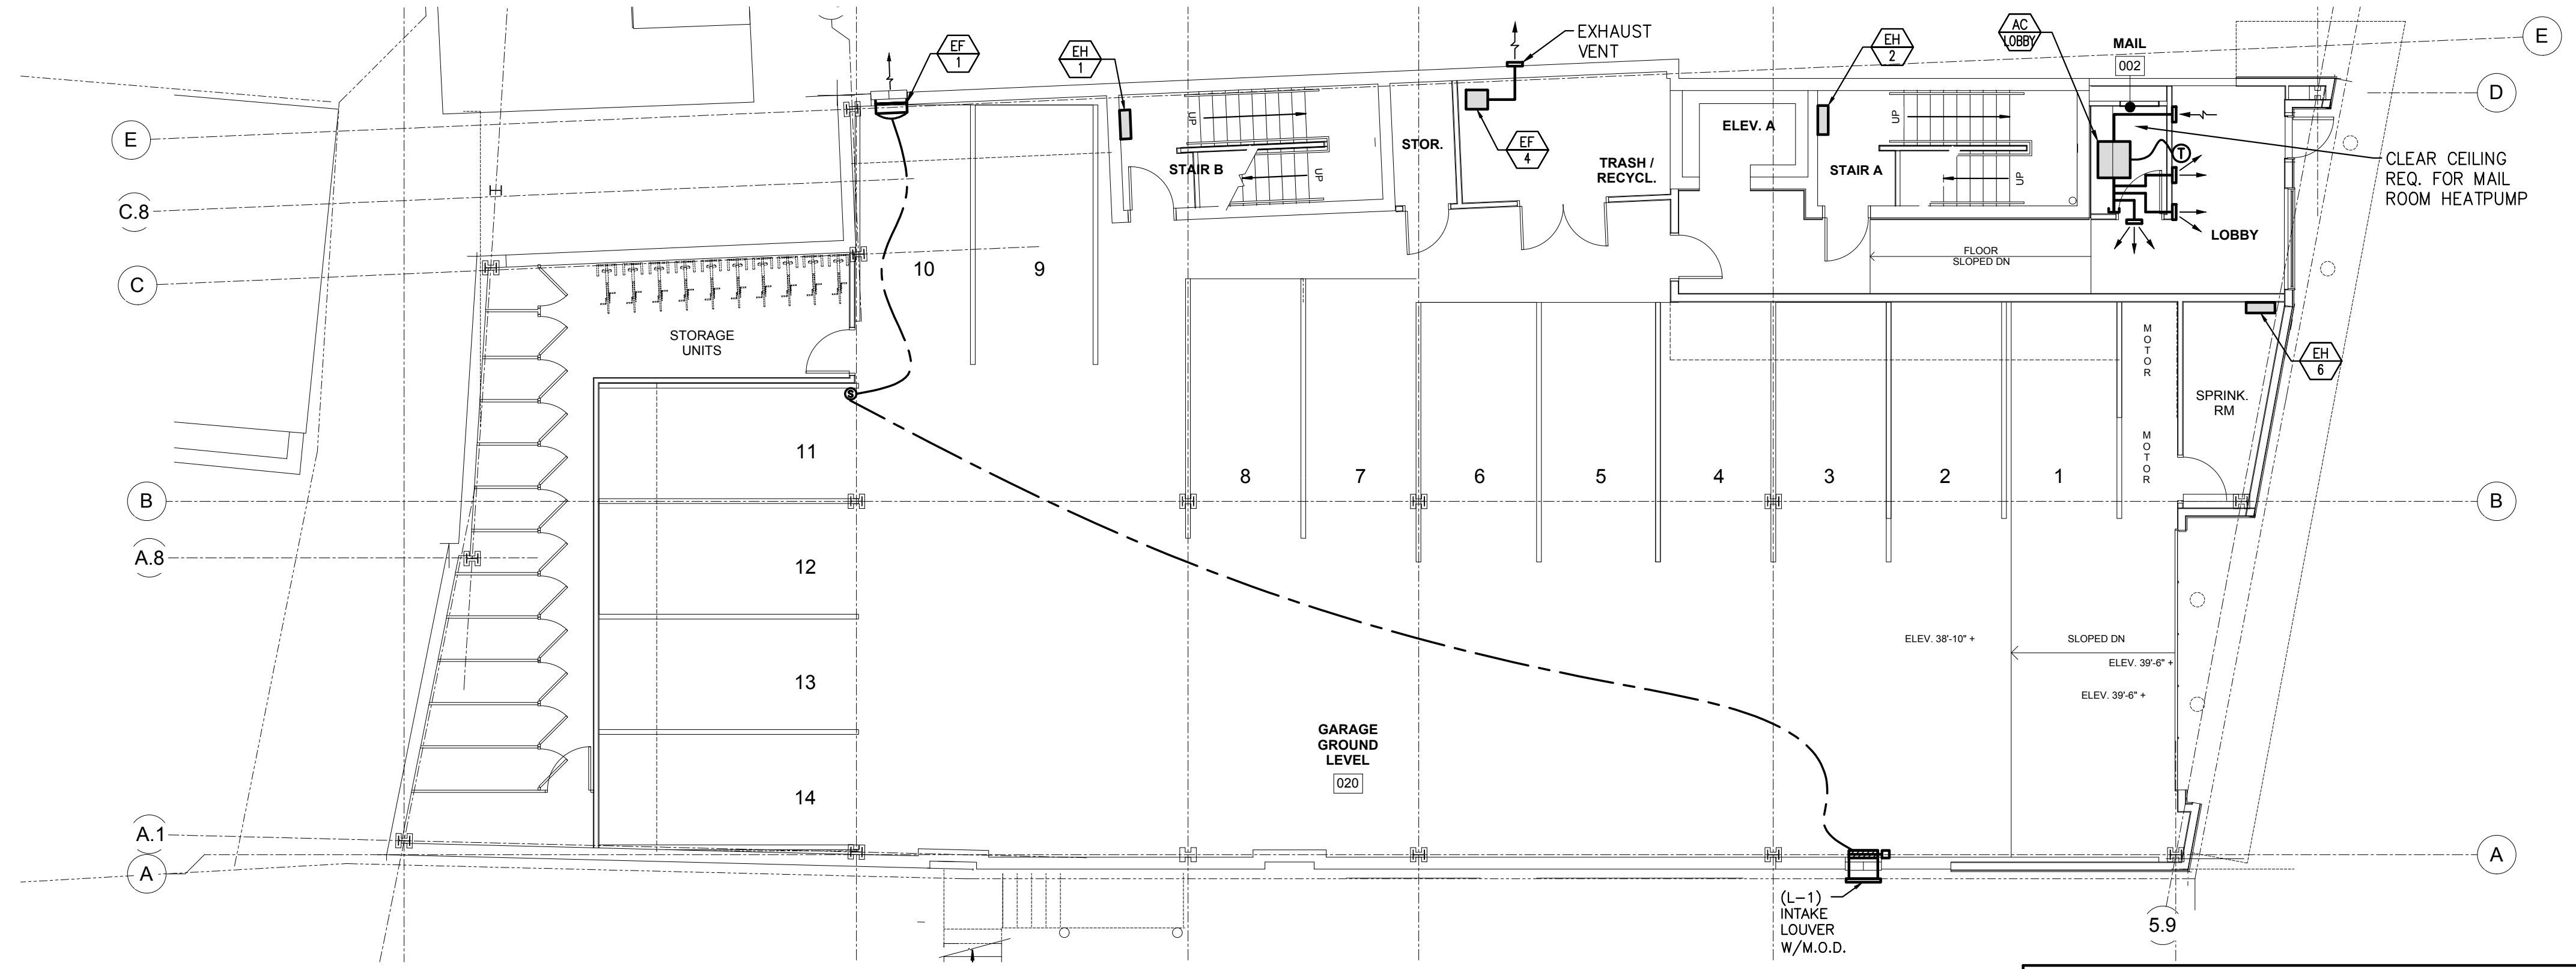 EF
1
EH
1
EXHAUST
VENT
EH
2
AC
LOBBY
MAIL
002
E
D
E
UP
UP
STAIR B
STOR.
EF
4
TRASH /
RECYCL.
ELEV. A
STAIR A
UP
UP
T
CLEAR CEILING
REQ. FOR MAIL
ROOM HEATPUMP
LOBBY
C.8
C
FLOOR
SLOPED DN
10
9
STORAGE
UNITS
S
MOTOR
MOTOR
EH
6
SPRINK.
RM
11
8
7
6
5
4
3
2
1
B
B
A.8
12
ELEV. 38'-10" +
SLOPED DN
ELEV. 39'-6" +
ELEV. 39'-6" +
13
GARAGE
GROUND
LEVEL
020
14
A.1
A
A
(L-1)
INTAKE
LOUVER
W/M.O.D.
5.9